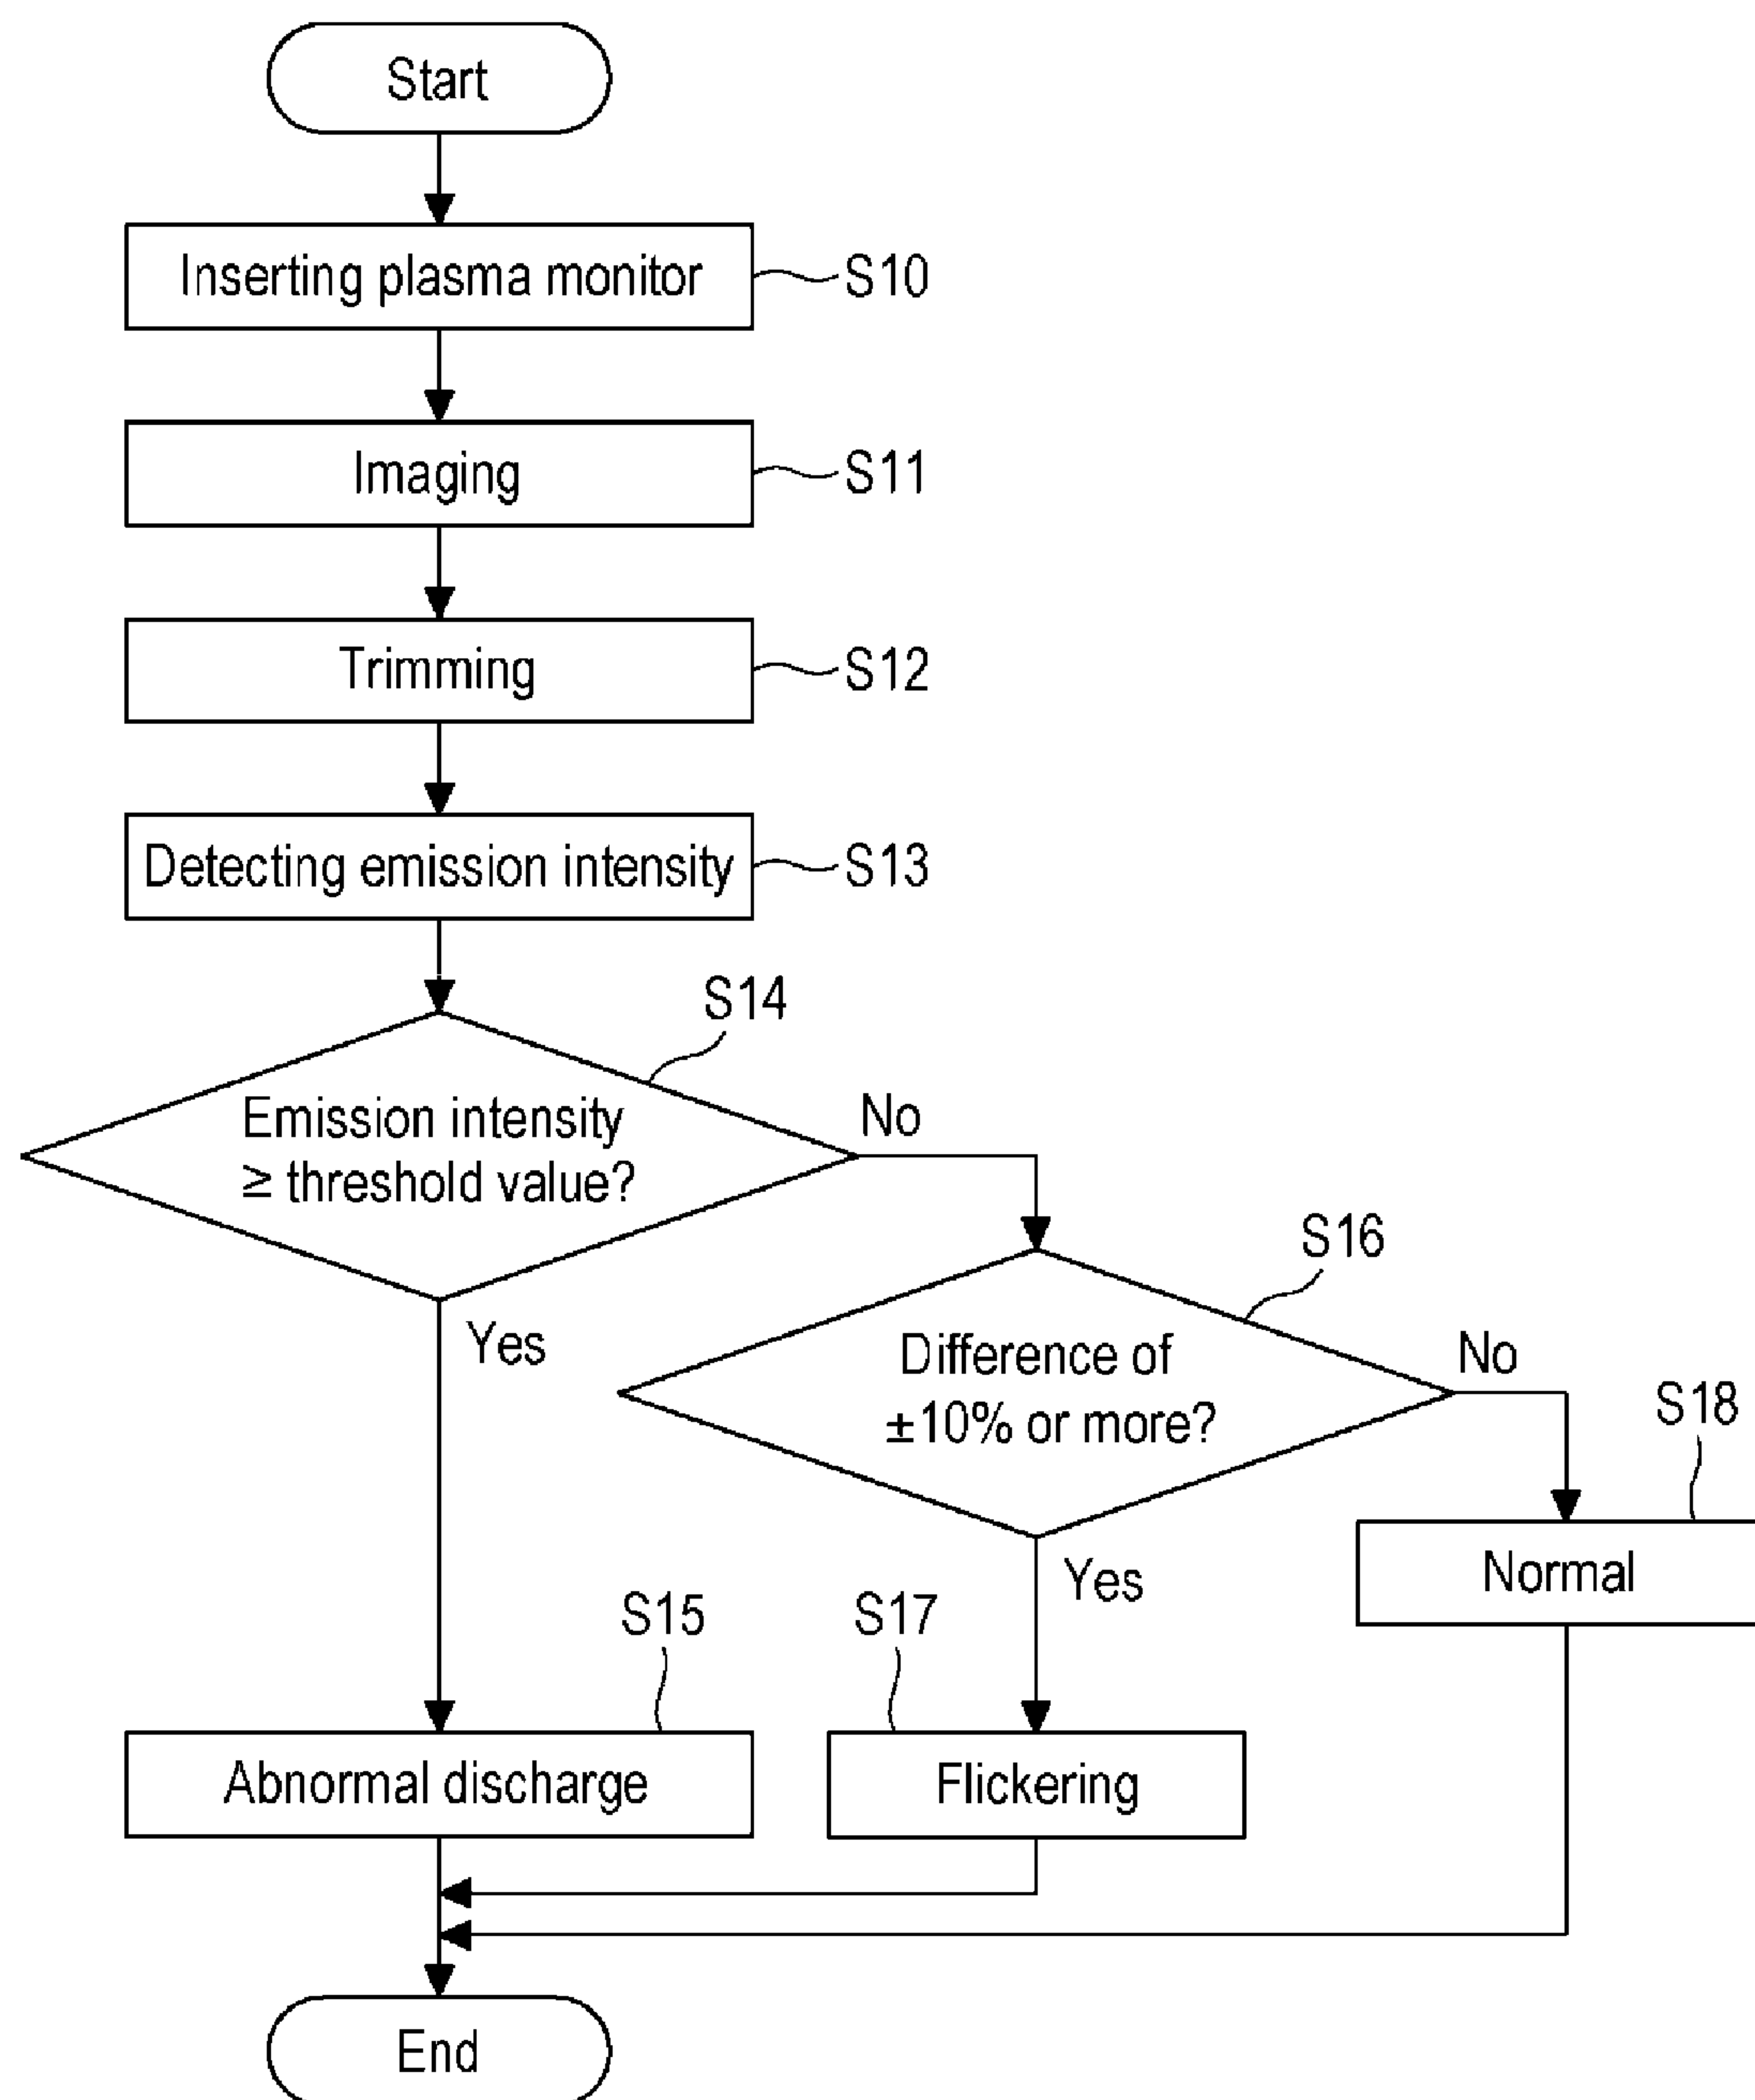 Start
Inserting plasma monitor
S10
Imaging
S11
Trimming
S12
Detecting emission intensity
S13
S14
Emission intensity
≥ threshold value?
No
Yes
S16
Difference of
±10% or more?
No
Yes
S18
Normal
S15
Abnormal discharge
S17
Flickering
End